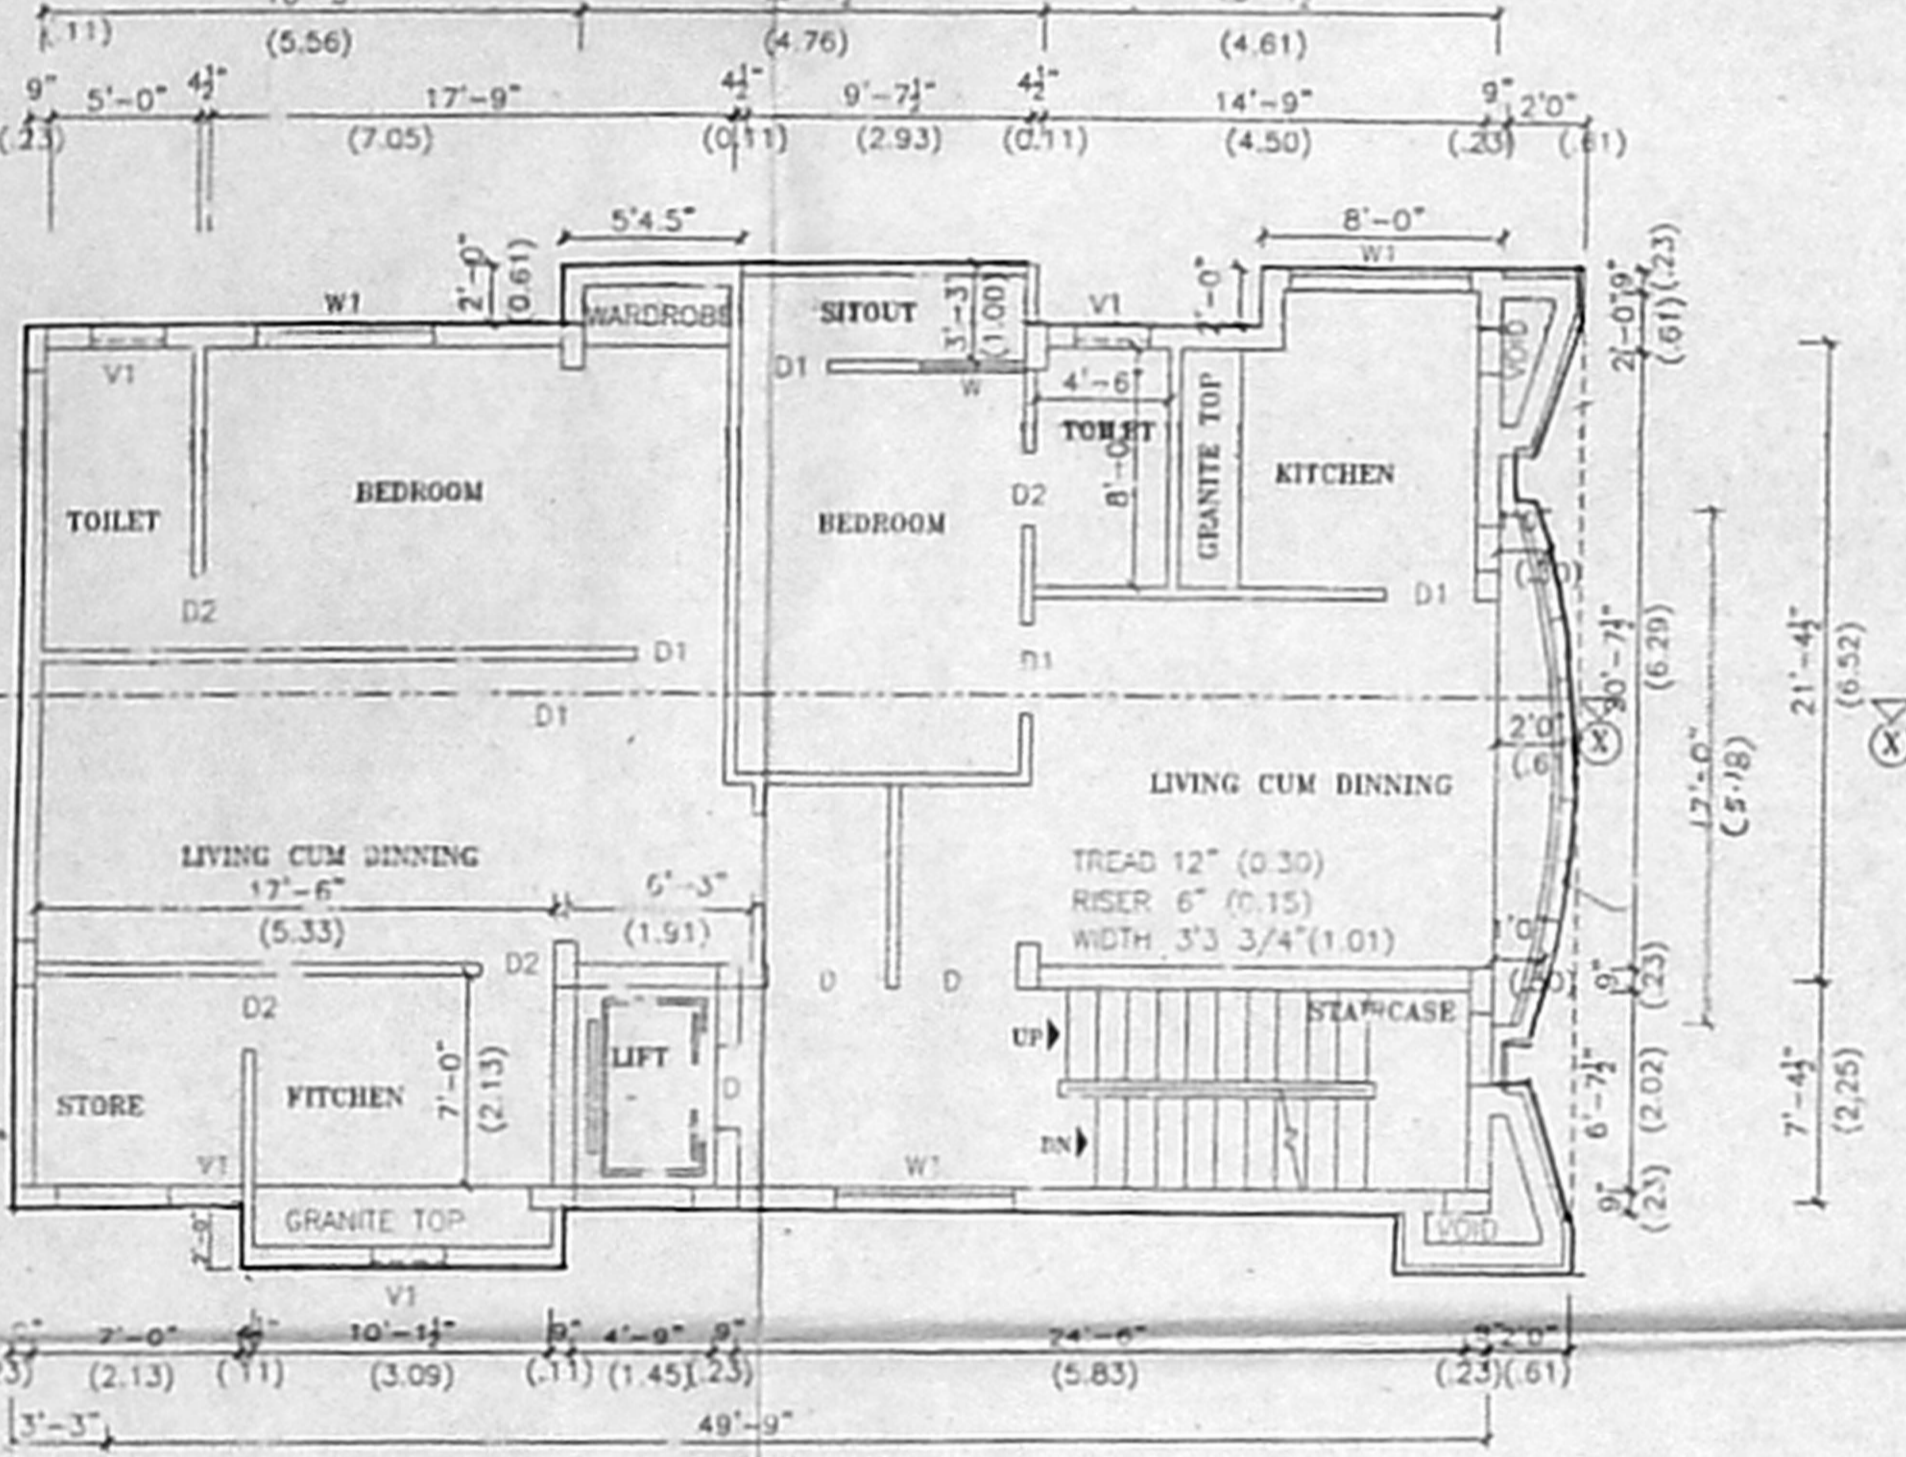 (.11)
(5.56)
(4.76)
(4.61)
9"
5'-0"
4½"
17'-9"
4½"
9'-7½"
4½"
14'-9"
9"
2'0"
(.23)
(7.05)
(0.11)
(2.93)
(0.11)
(4.50)
(.23)
(.61)
5'4.5"
8'-0"
2'-0"
(0.61)
W1
WARDROBE
SITOUT
3'-3
(1.00)
V1
2'-0"
W1
VOID
9"
(.23)
2'-0"
(.61)
V1
D1
W
4'-6
TOILET
8'-0
GRANITE TOP
KITCHEN
BEDROOM
TOILET
BEDROOM
D2
D2
D1
D1
D1
D1
(6.29)
21'-4½"
(6.52)
2'0"
X
X
17'-0"
(5.18)
LIVING CUM DINNING
LIVING CUM DINNING
17'-6"
(5.33)
6'-3"
(1.91)
TREAD 12" (0.30)
RISER 6" (0.15)
WIDTH 3'3 3/4"(1.01)
1'0"
D2
D
D
9"
(.23)
D2
STAIRCASE
UP
LIFT
D
STORE
KITCHEN
7'-0"
(2.13)
DN
6'-7½"
(2.02)
7'-4½"
(2,25)
V1
W1
GRANITE TOP
2'-0"
VOID
9"
(.23)
V1
7'-0"
10'-1½"
9"
4'-9"
9"
24'-6"
2'0"
(2.13)
(3.09)
(.11)
(1.45)
(.23)
(5.83)
(.23)
(.61)
3'-3"
49'-9"